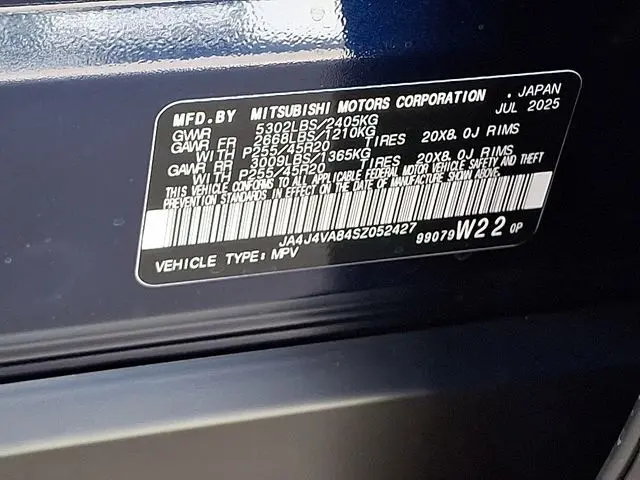 MFD.BY MITSUBISHI MOTORS CORPORATION , JAPAN
GWWR 5302LBS/2405KG JUL 2025
GAWR FR 2668LBS/1210KG
WITH P255/45R20 TIRES 20X8.0J RIMS
GAWR RR 3009LBS/1365KG
WITH P255/45R20 TIRES 20X8.0J RIMS
THIS VEHICLE CONFORMS TO ALL APPLICABLE FEDERAL MOTOR VEHICLE SAFETY AND THEFT
PREVENTION STANDARDS IN EFFECT ON THE DATE OF MANUFACTURE SHOWN ABOVE.
JA4J4VA84SZ052427
99079 W22 0P
VEHICLE TYPE: MPV